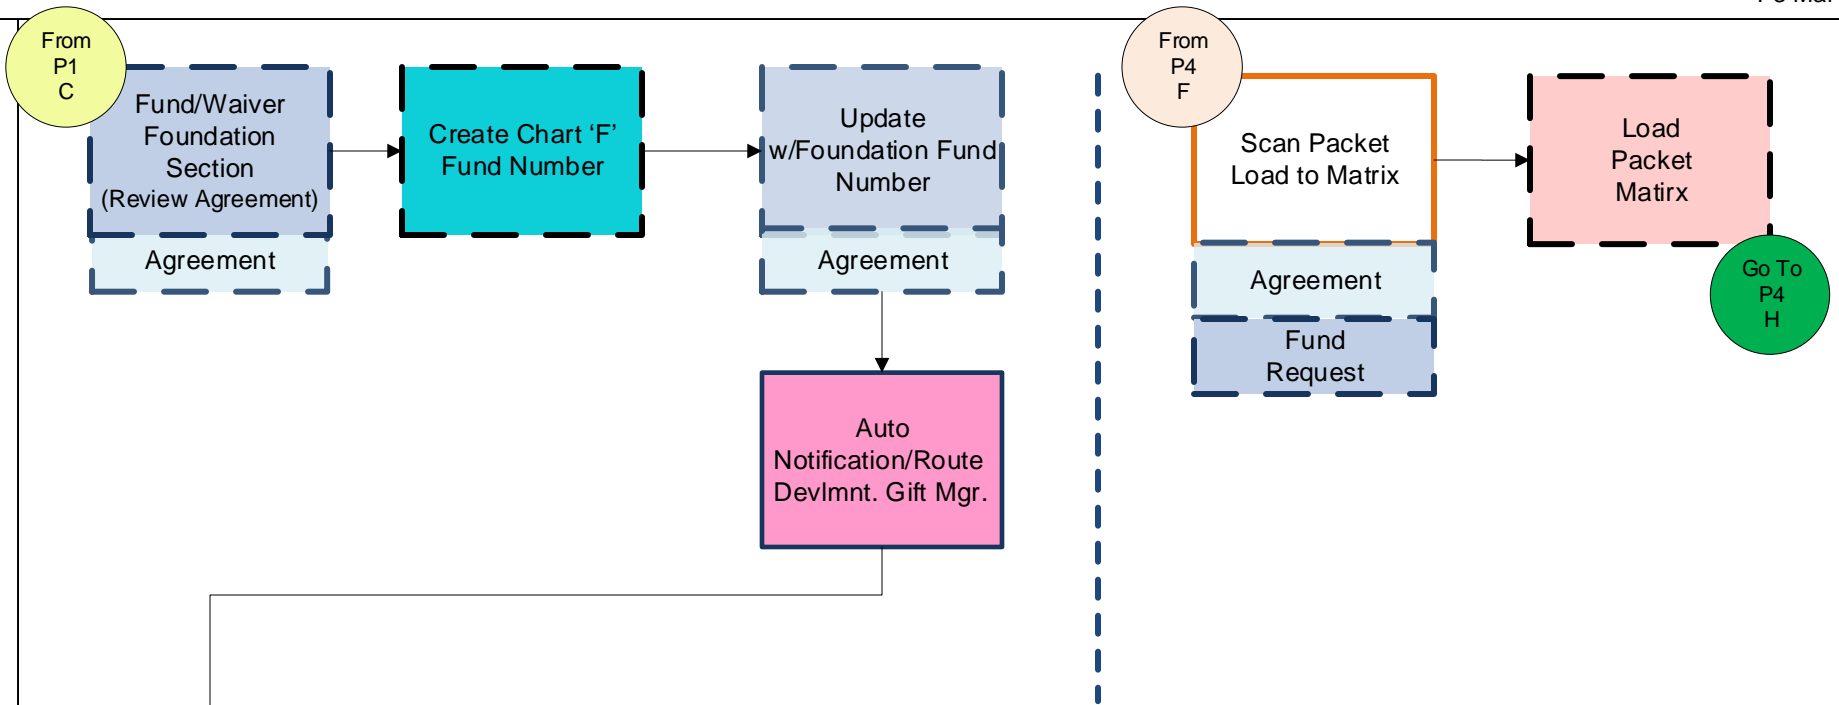 From
P1
C
Fund/Waiver
Foundation
Section
(Review Agreement)
Agreement
Create Chart ‘F’
Fund Number
Update
w/Foundation Fund
Number
Agreement
Auto
Notification/Route
Devlmnt. Gift Mgr.
From
P4
F
Scan Packet
Load to Matrix
Agreement
Fund
Request
Load
Packet
Matirx
Go To
P4
H